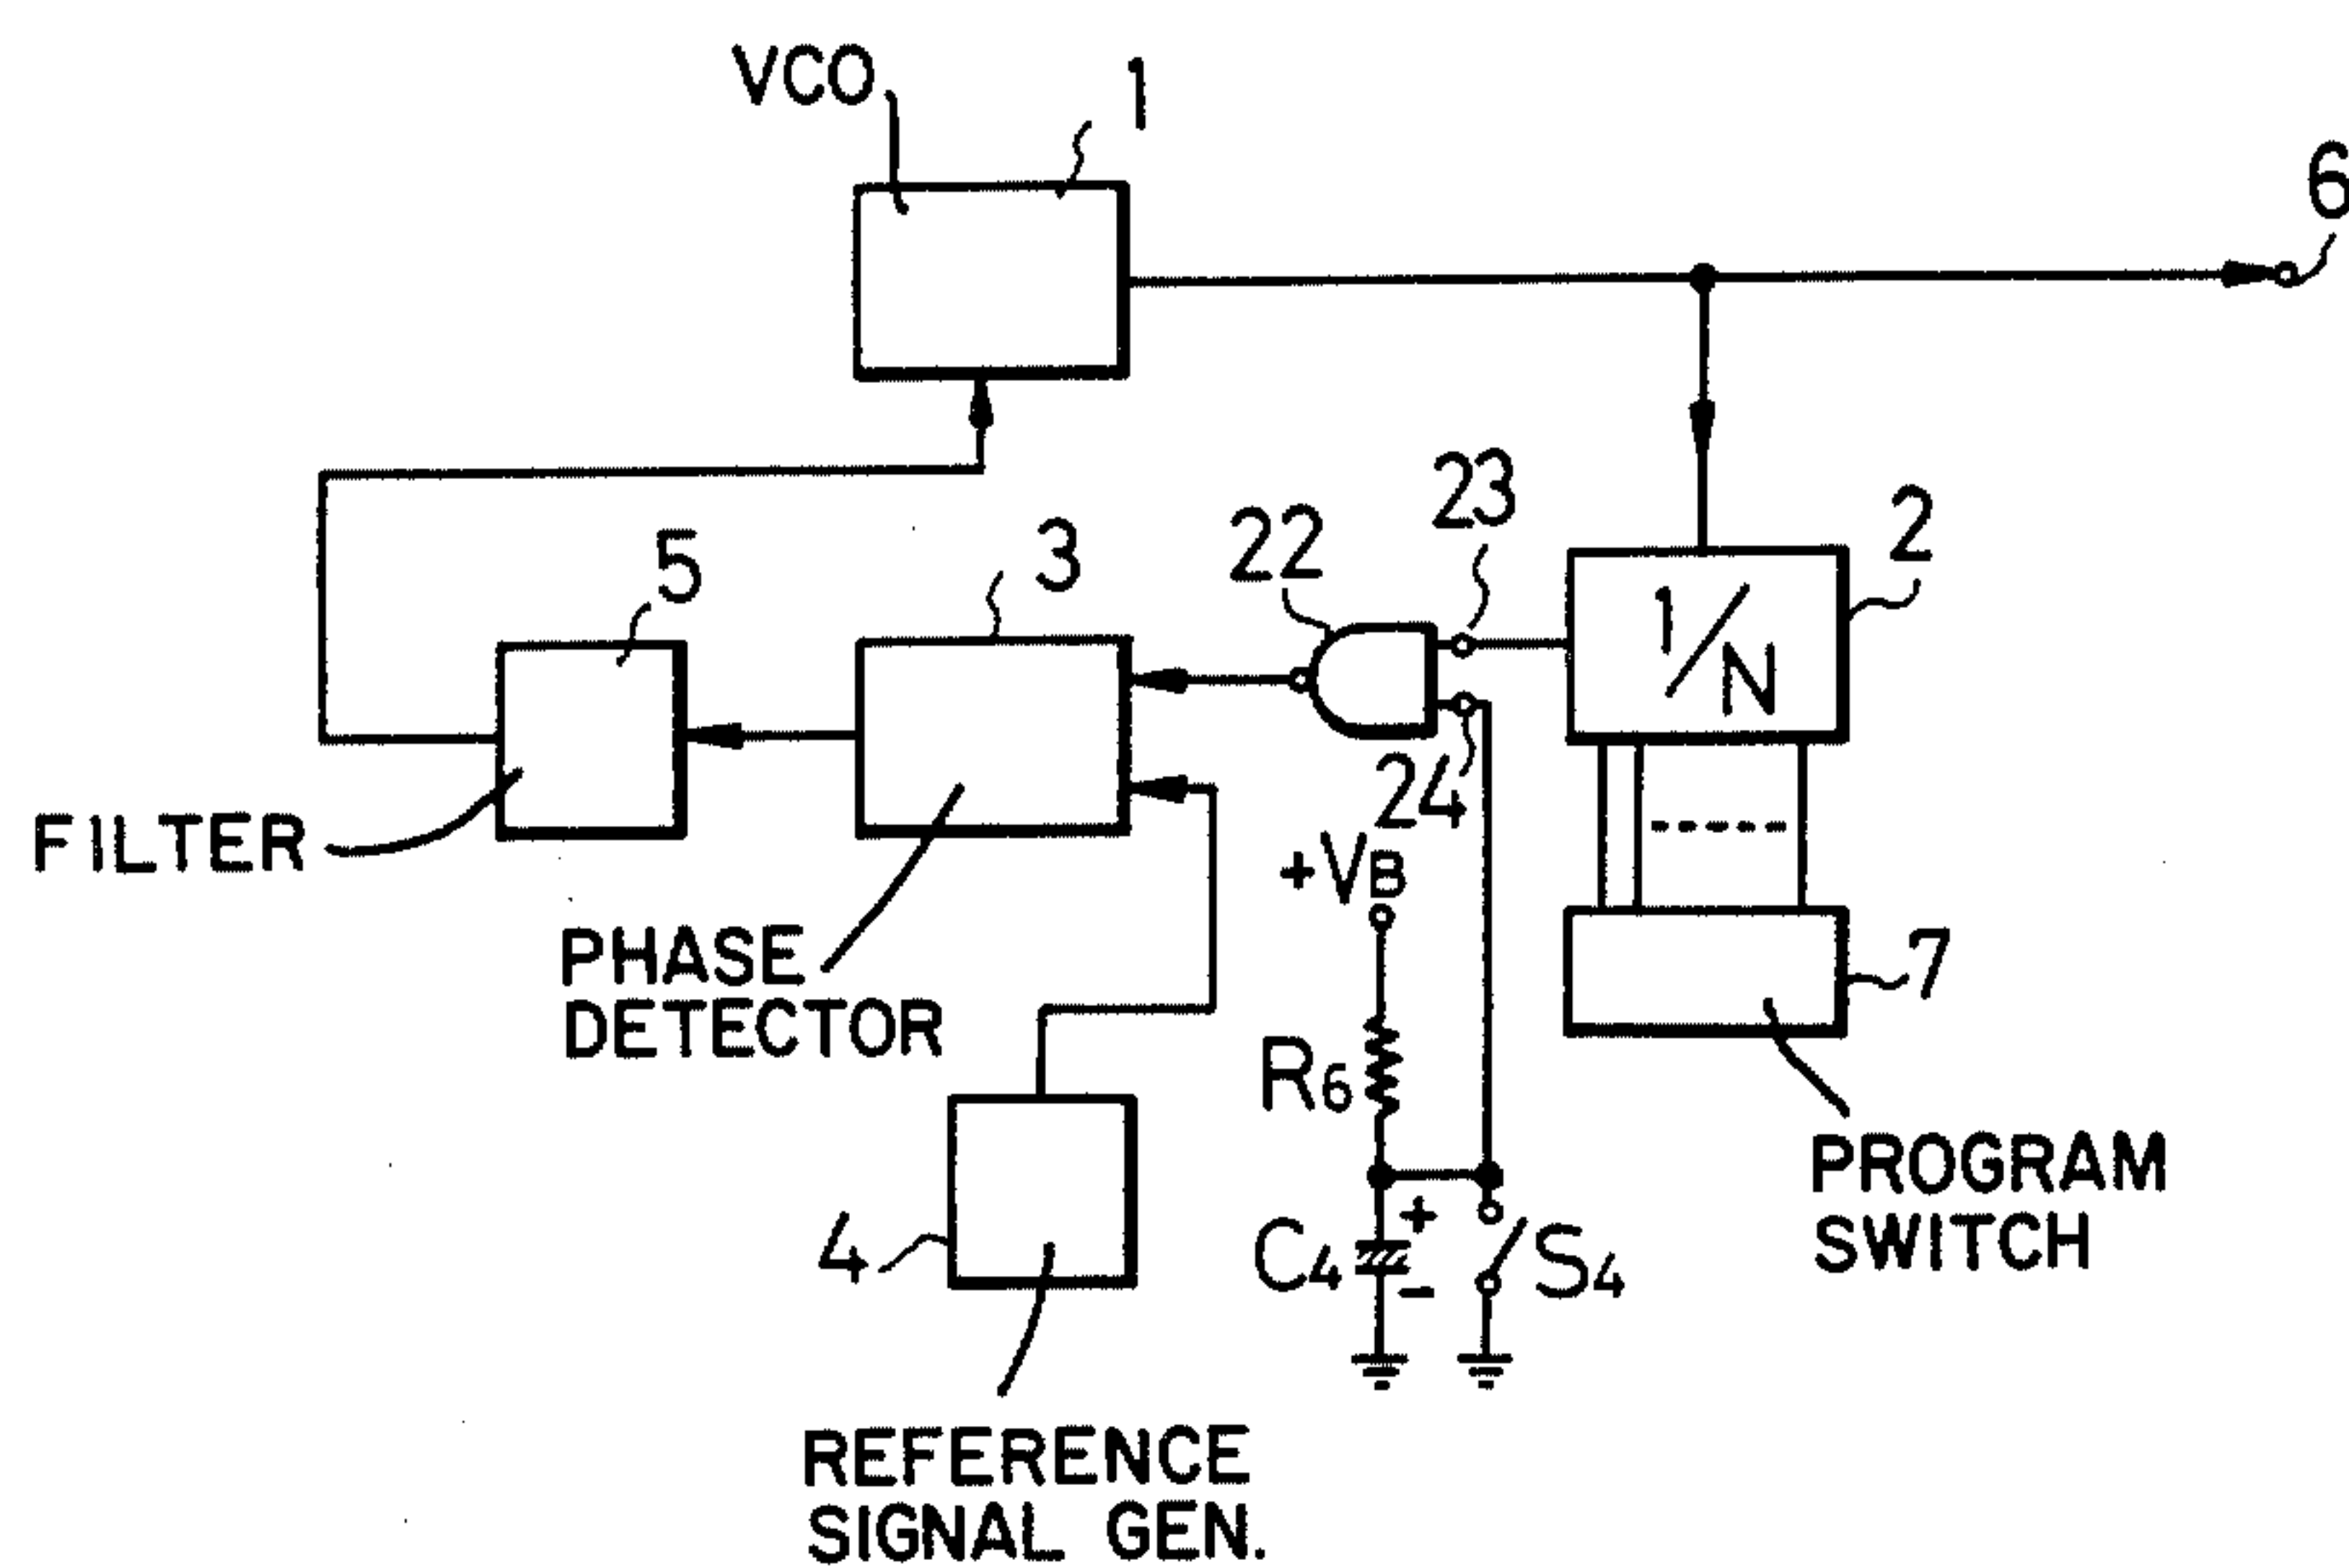 VCO
1
6
23
22
2
3
5
1/N
24
+VB
FILTER
PHASE
DETECTOR
7
R6
PROGRAM
SWITCH
+
C4
-
S4
4
REFERENCE
SIGNAL GEN.